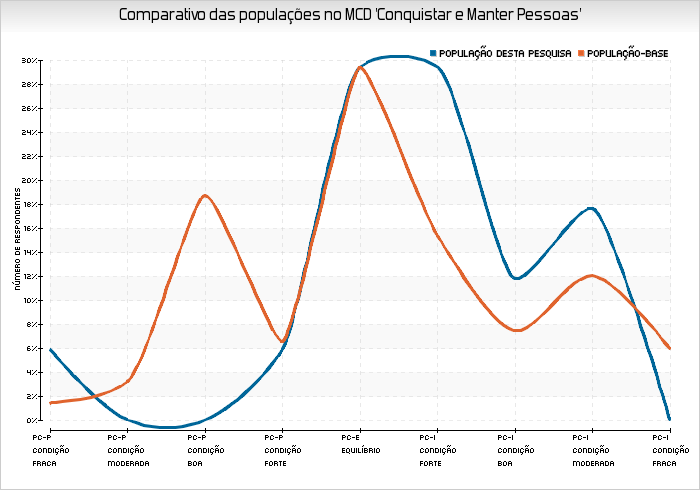 Comparativo das populações no MCD 'Conquistar e Manter Pessoas'
POPULAÇÃO DESTA PESQUISA POPULAÇÃO-BASE
NÚMERO DE RESPONDENTES
30%
28%
26%
24%
22%
20%
18%
16%
14%
12%
10%
8%
6%
4%
2%
0%
PC-P CONDIÇÃO FRACA
PC-P CONDIÇÃO MODERADA
PC-P CONDIÇÃO BOA
PC-P CONDIÇÃO FORTE
PC-E EQUILÍBRIO
PC-I CONDIÇÃO FORTE
PC-I CONDIÇÃO BOA
PC-I CONDIÇÃO MODERADA
PC-I CONDIÇÃO FRACA